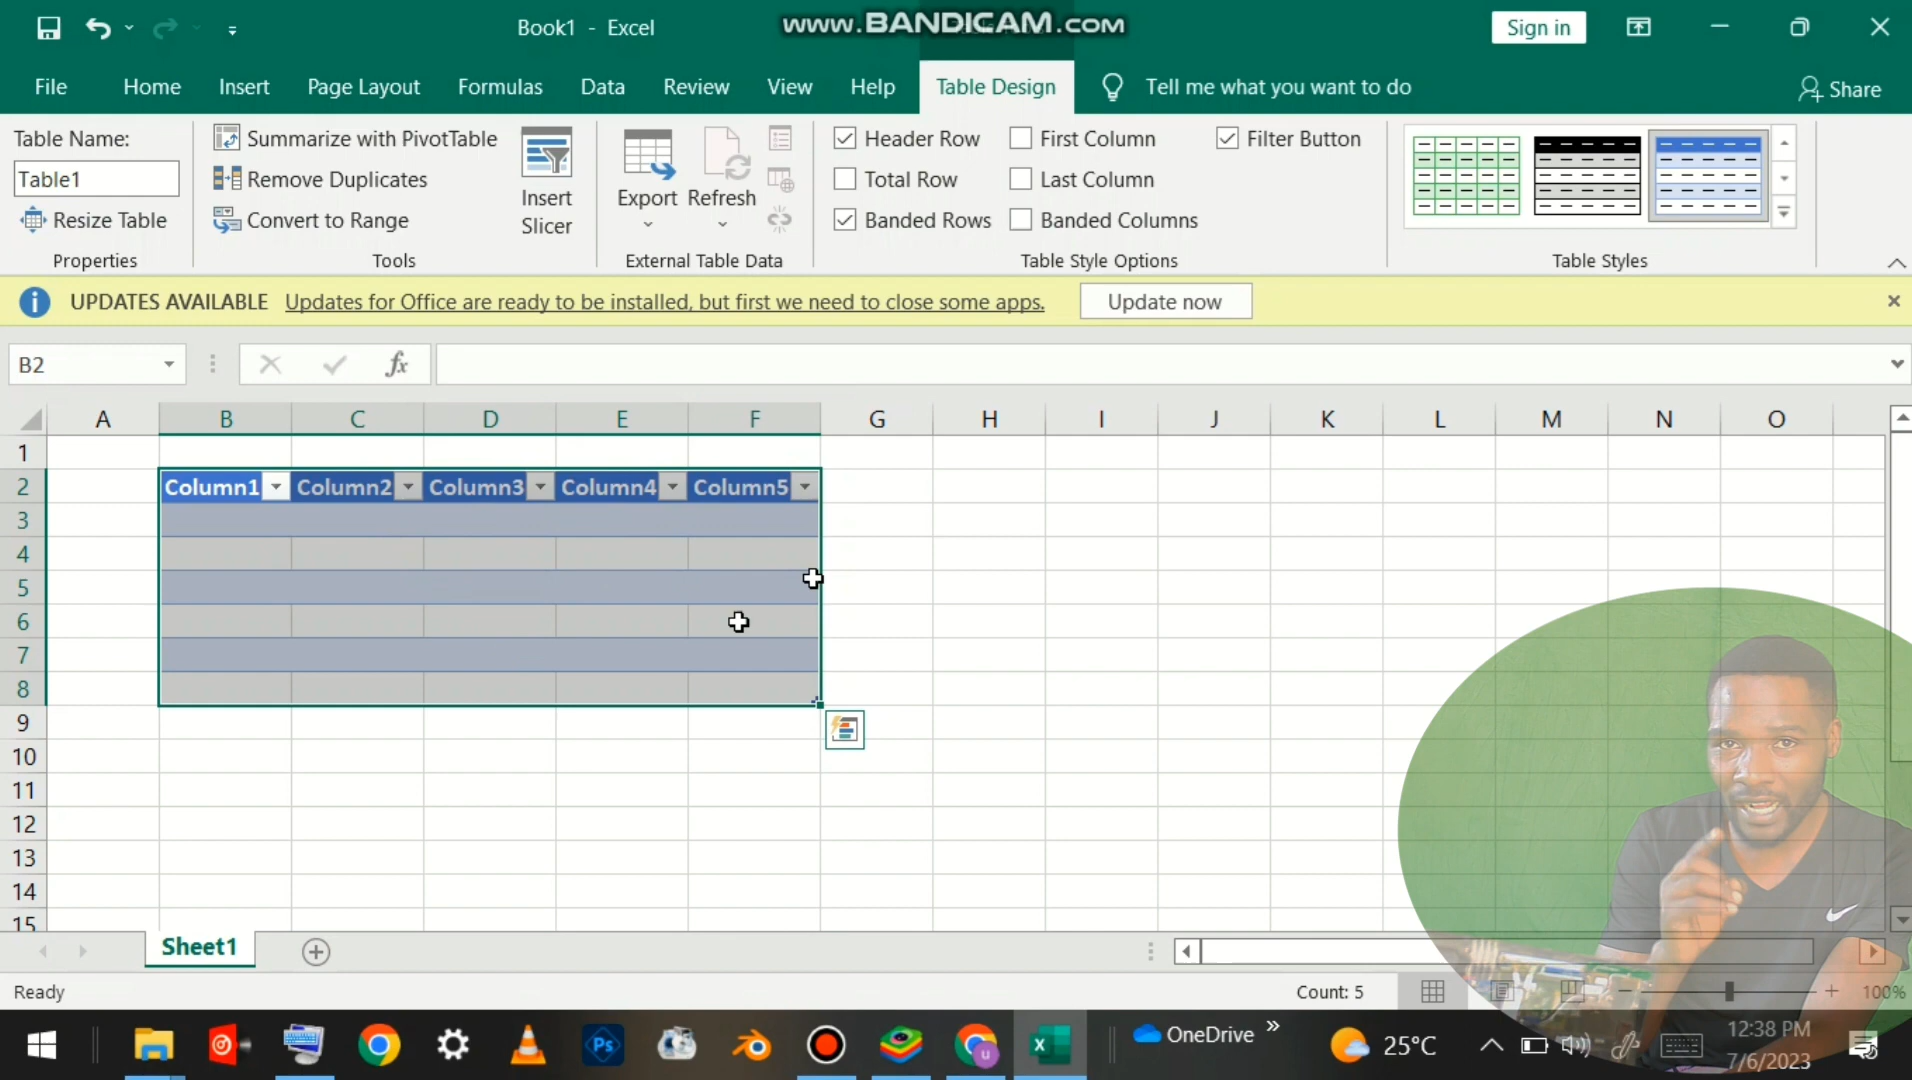 Book1 - Excel
www.BANDICAM.com
Sign in
File
Home
Insert
Page Layout
Formulas
Data
Review
View
Help
Table Design
Tell me what you want to do
Share
Table Name:
Table1
Resize Table
Properties
Summarize with PivotTable
Remove Duplicates
Convert to Range
Tools
Insert
Slicer
Export
Refresh
External Table Data
Header Row
Total Row
Banded Rows
First Column
Last Column
Banded Columns
Filter Button
Table Style Options
Table Styles
UPDATES AVAILABLE Updates for Office are ready to be installed, but first we need to close some apps.
Update now
B2
fx
A B C D E F G H I J K L M N O
1
2 Column1 Column2 Column3 Column4 Column5
3
4
5
6
7
8
9
10
11
12
13
14
15
Sheet1
Ready
Count: 5
100%
Ps
OneDrive
25°C
12:38 PM
7/6/2023